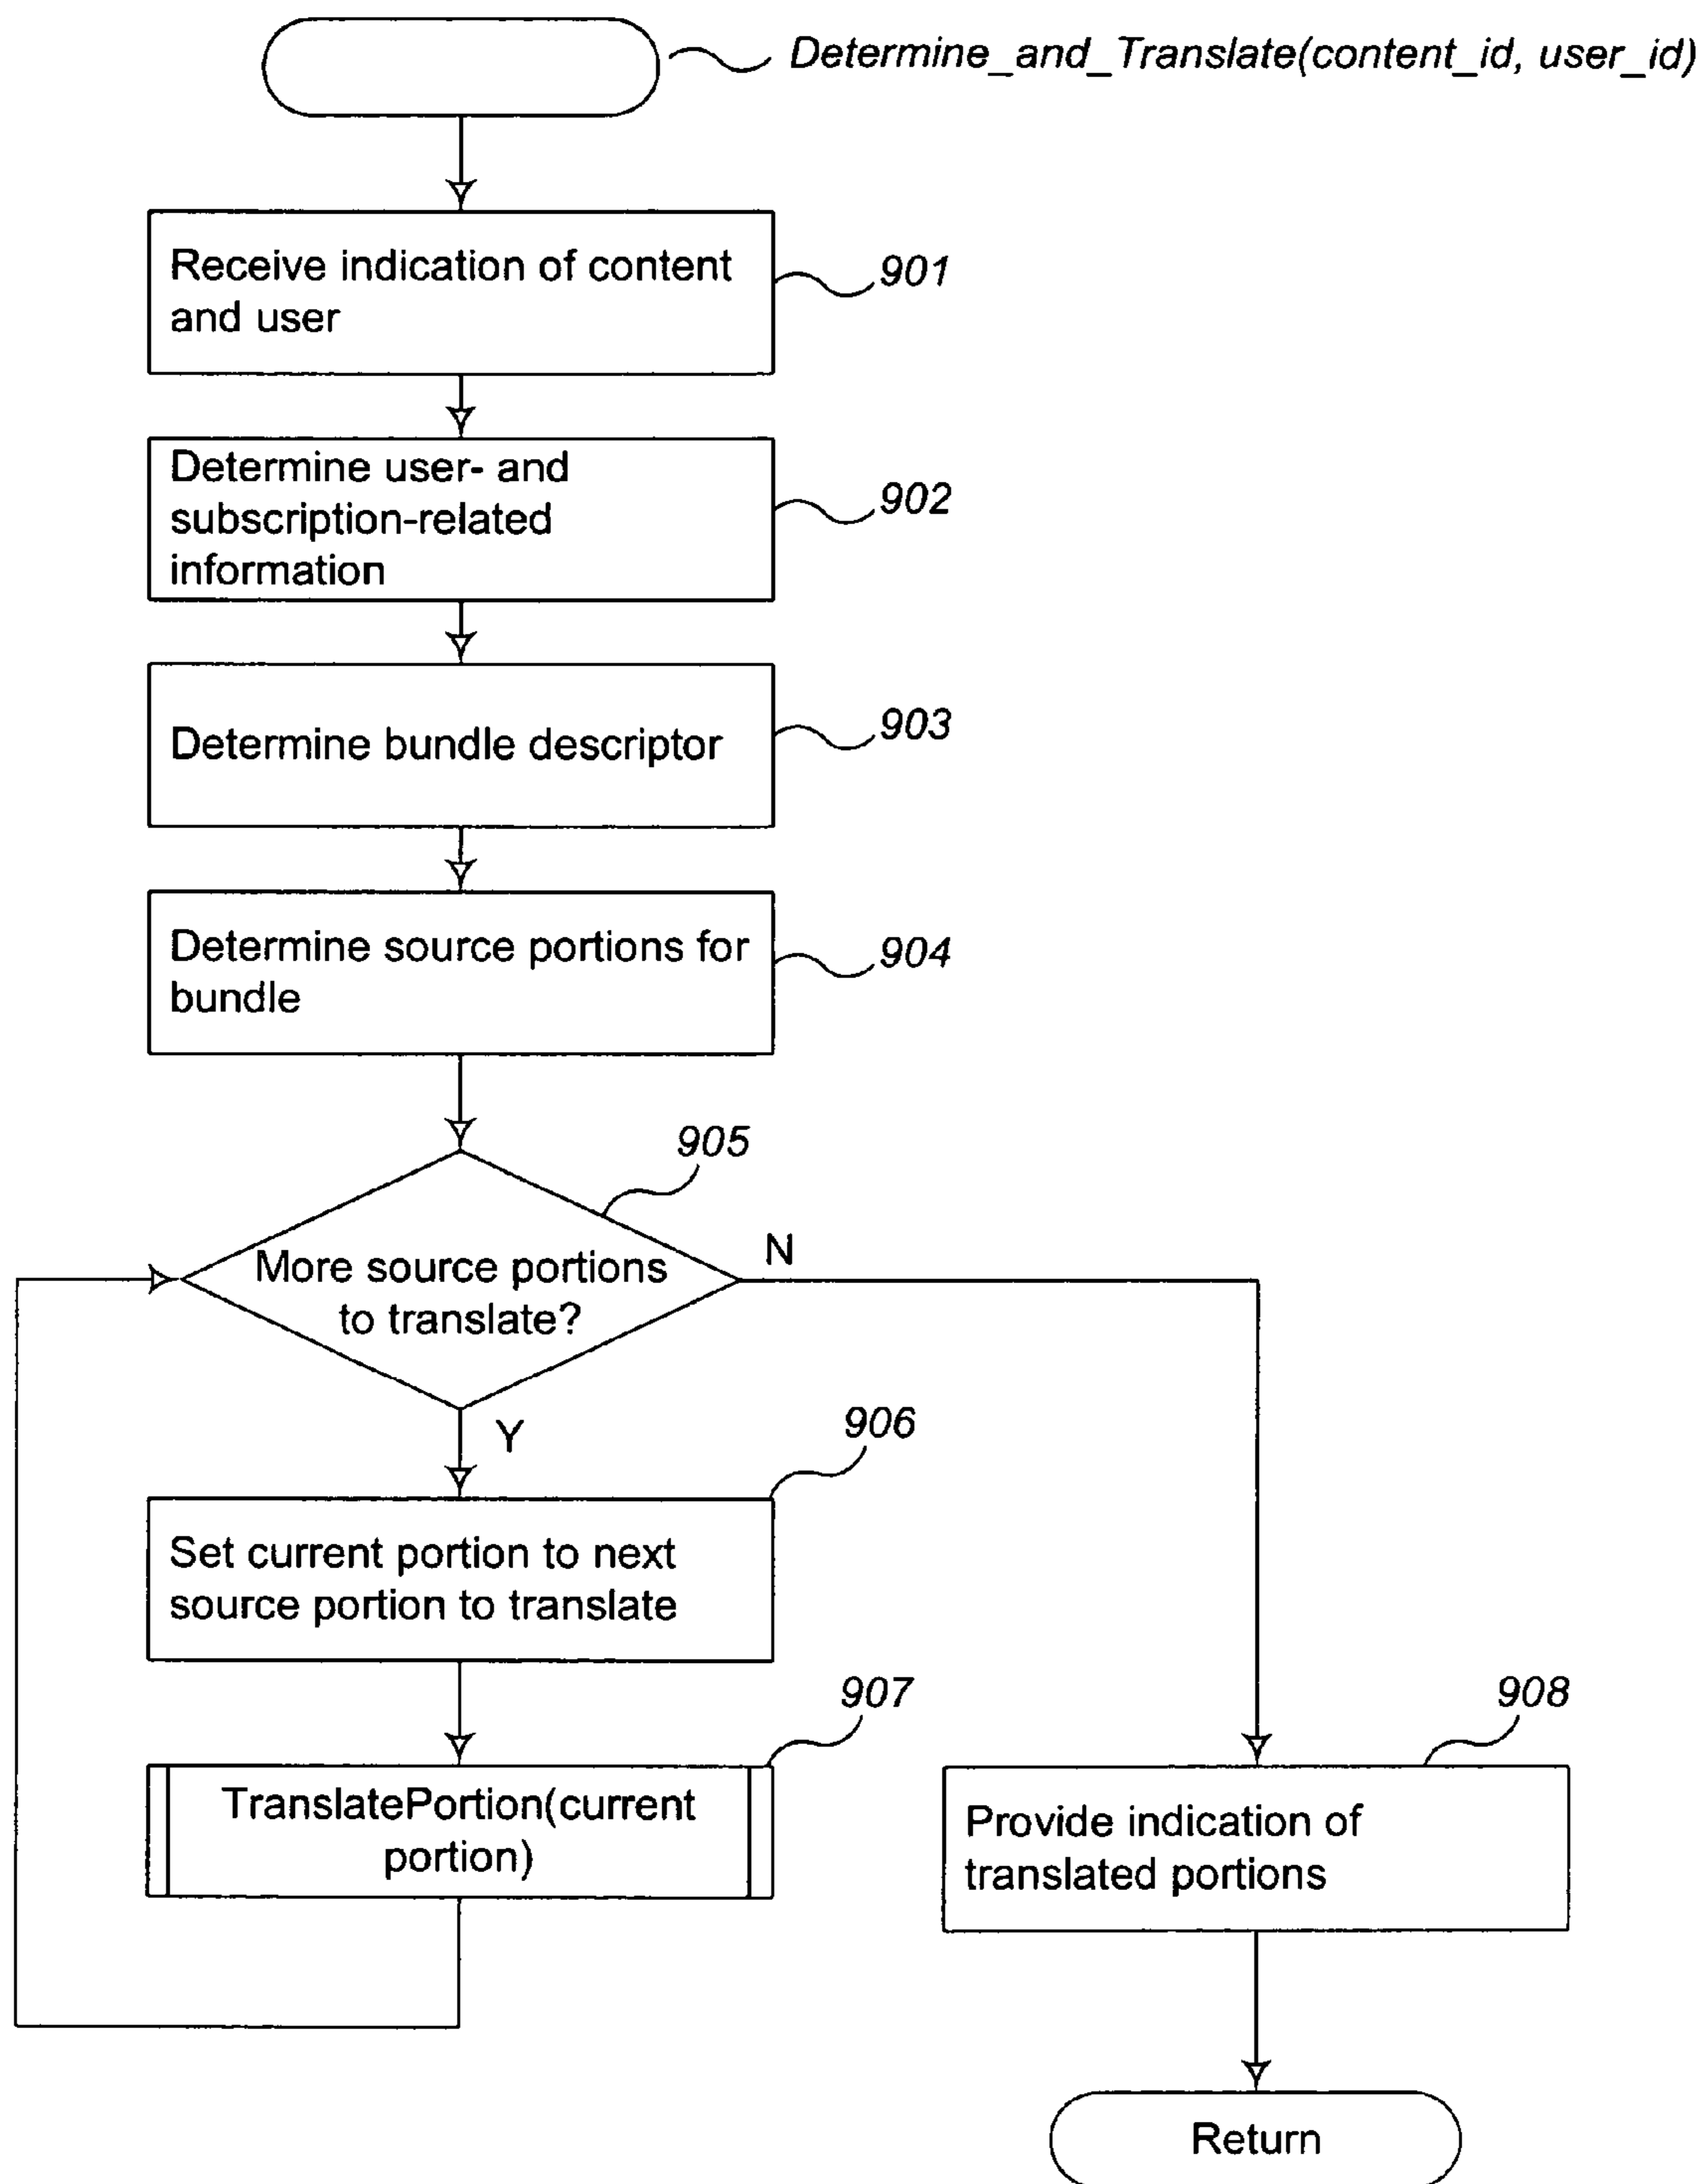 Determine_and_Translate(content_id, user_id)
Receive indication of content
and user
901
Determine user- and
subscription-related
information
902
Determine bundle descriptor
903
Determine source portions for
bundle
904
905
More source portions
to translate?
N
Y
906
Set current portion to next
source portion to translate
907
TranslatePortion(current
portion)
908
Provide indication of
translated portions
Return